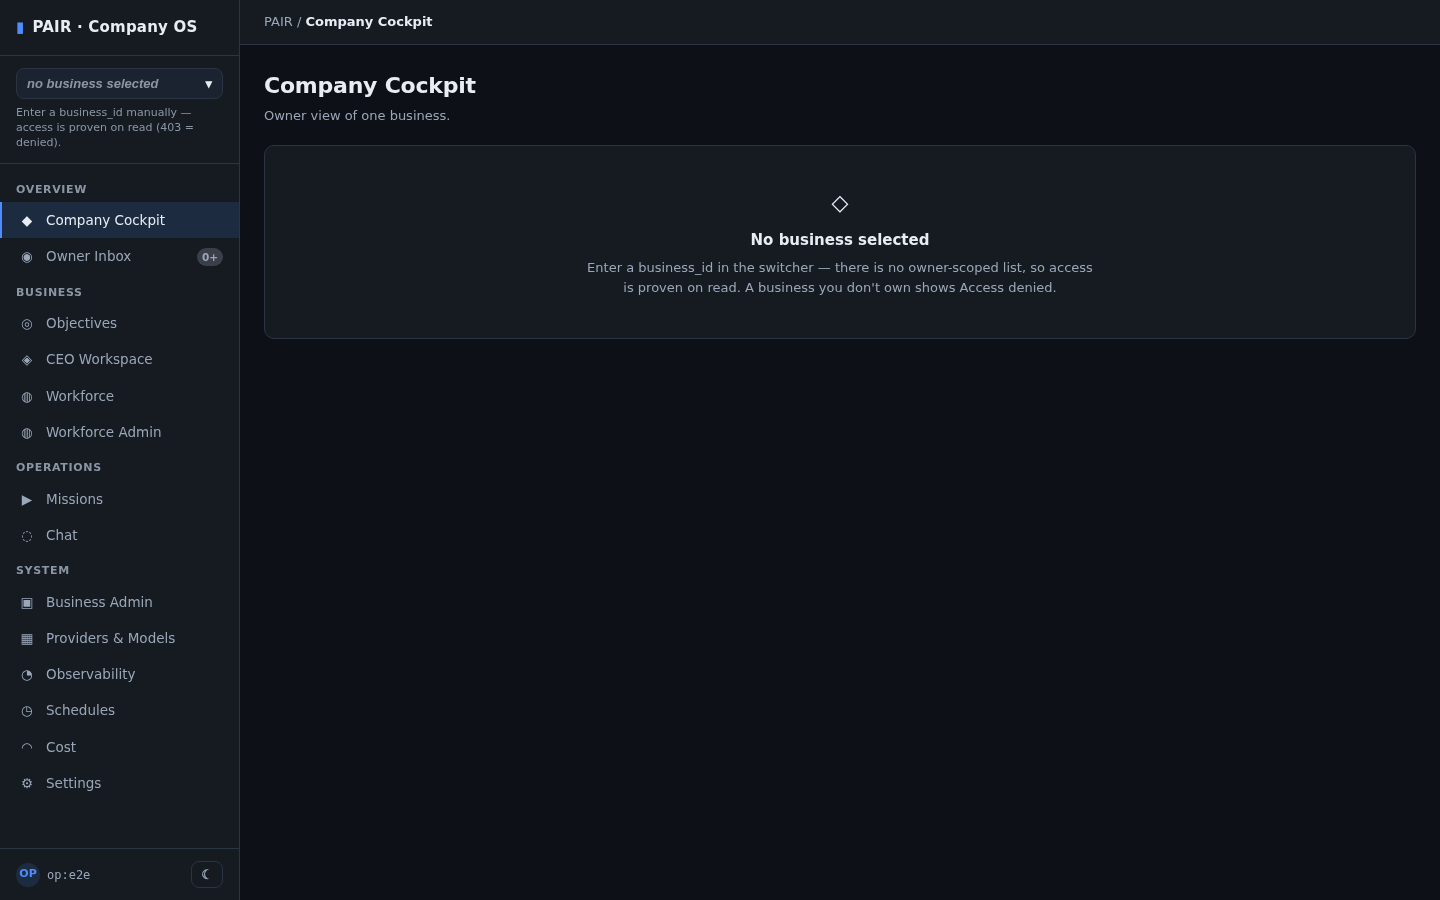 PAIR · Company OS
no business selected
Enter a business_id manually —
access is proven on read (403 =
denied).
OVERVIEW
Company Cockpit
Owner Inbox 0+
BUSINESS
Objectives
CEO Workspace
Workforce
Workforce Admin
OPERATIONS
Missions
Chat
SYSTEM
Business Admin
Providers & Models
Observability
Schedules
Cost
Settings
OP op:e2e
PAIR / Company Cockpit
Company Cockpit
Owner view of one business.
No business selected
Enter a business_id in the switcher — there is no owner-scoped list, so access
is proven on read. A business you don't own shows Access denied.